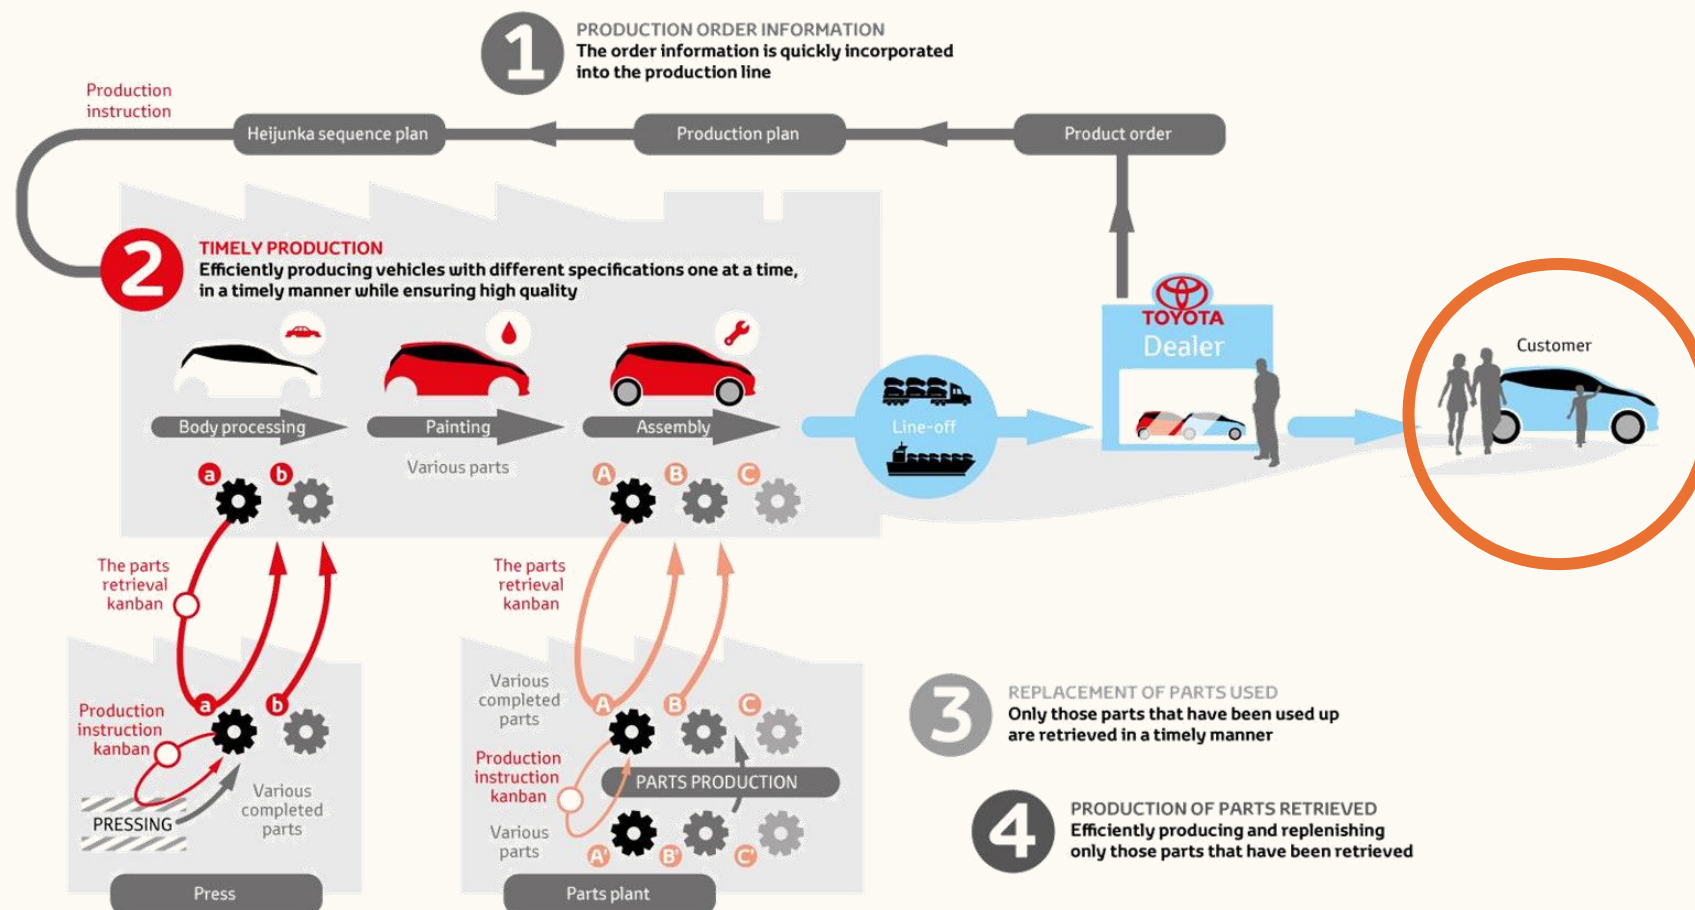 1
PRODUCTION ORDER INFORMATION
The order information is quickly incorporated
into the production line
Production
instruction
Heijunka sequence plan
Production plan
Product order
2
TIMELY PRODUCTION
Efficiently producing vehicles with different specifications one at a time,
in a timely manner while ensuring high quality
TOYOTA
Dealer
Customer
Body processing
Painting
Assembly
Line-off
Various parts
a
b
A
B
C
The parts
retrieval
kanban
The parts
retrieval
kanban
a
b
Production
instruction
kanban
Various
completed
parts
PRESSING
Press
Various
completed
parts
A
B
C
Production
instruction
kanban
PARTS PRODUCTION
Various
parts
A'
B'
C'
Parts plant
3
REPLACEMENT OF PARTS USED
Only those parts that have been used up
are retrieved in a timely manner
4
PRODUCTION OF PARTS RETRIEVED
Efficiently producing and replenishing
only those parts that have been retrieved